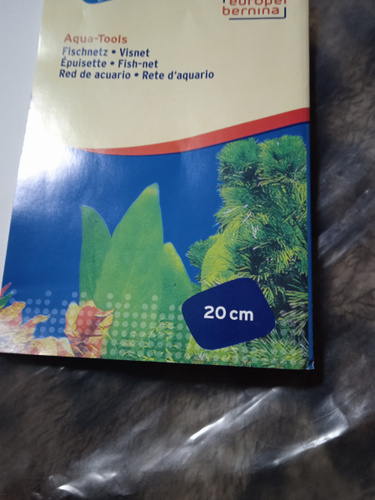 europet
bernina
Aqua-Tools
Fischnetz • Visnet
Épuisette • Fish-net
Red de acuario • Rete d'aquario
20 cm